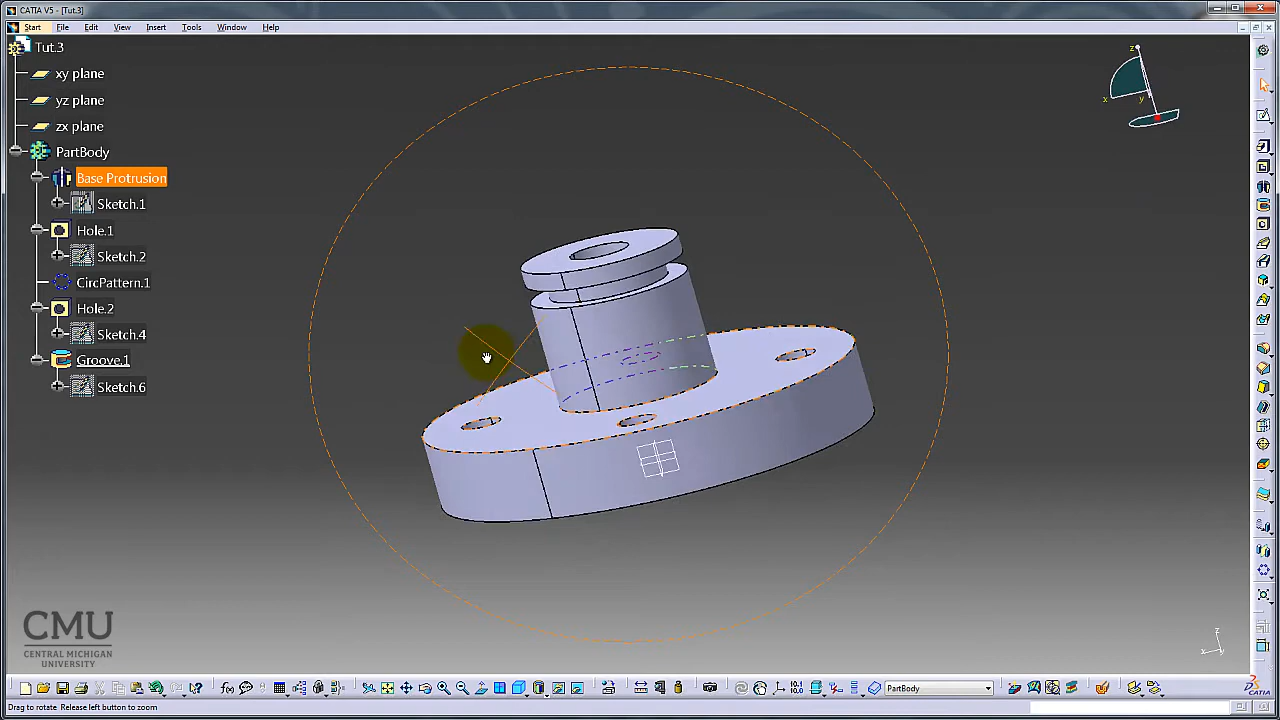 CATIA V5 - [Tut.3]
Start File Edit View Insert Tools Window Help
Tut.3
xy plane
yz plane
zx plane
PartBody
Base Protrusion
Sketch.1
Hole.1
Sketch.2
CircPattern.1
Hole.2
Sketch.4
Groove.1
Sketch.6
z
x
y
CMU
CENTRAL MICHIGAN
UNIVERSITY
z
x
y
PartBody
Drag to rotate. Release left button to zoom
CATIA